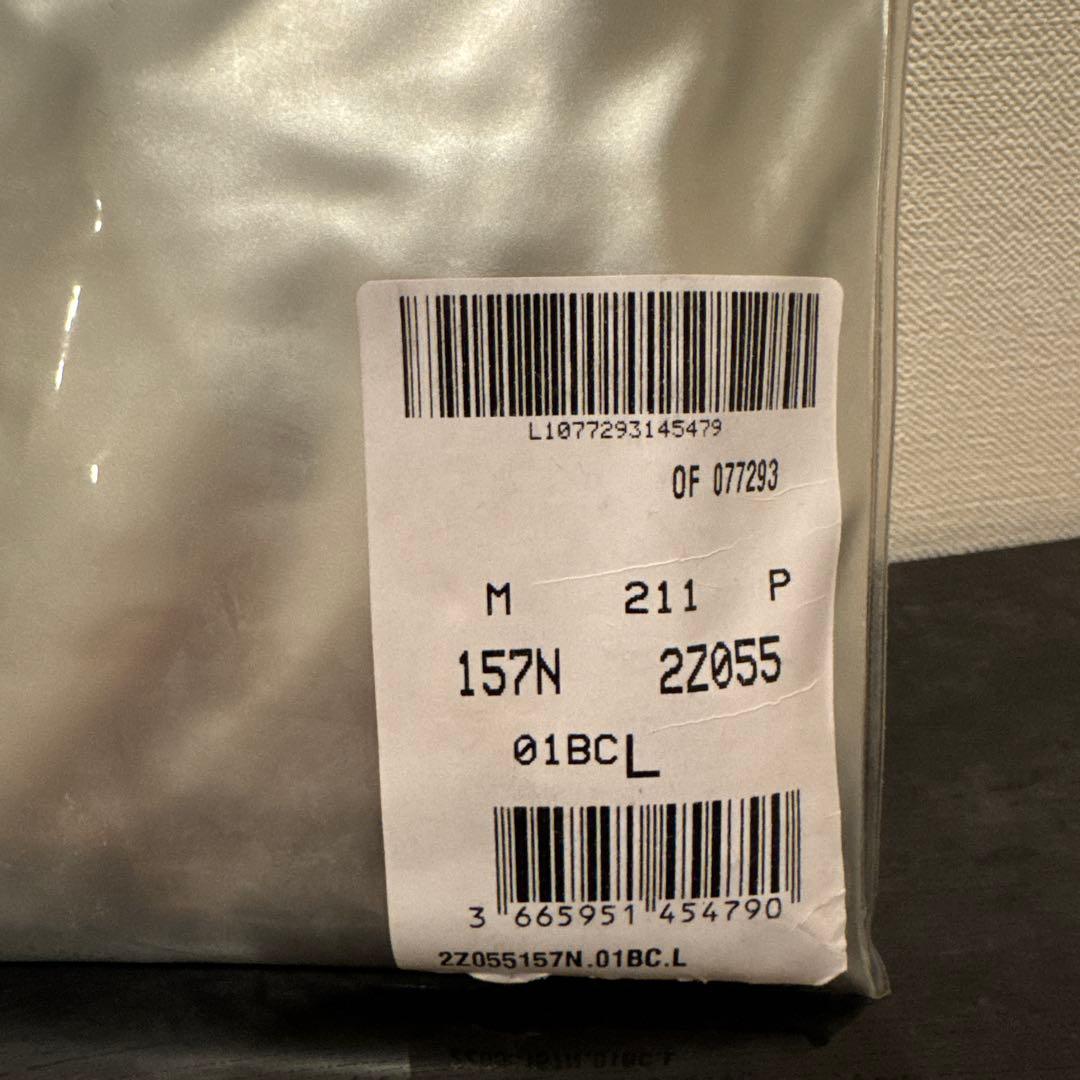 L1077293145479
OF 077293
M 211 P
157N 2Z055
01BC L
3 665951 454790
2Z055157N.01BC.L